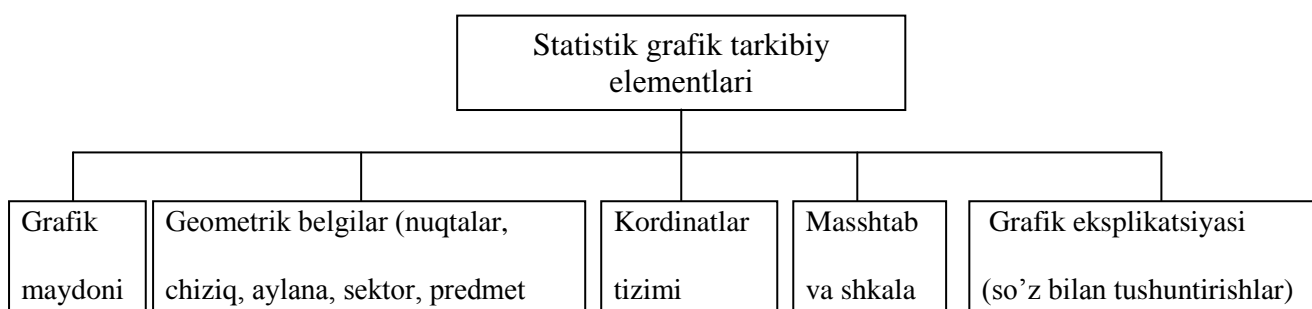 Statistik grafik tarkibiy
elementlari
Grafik
maydoni
Geometrik belgilar (nuqtalar,
chiziq, aylana, sektor, predmet
Kordinatlar
tizimi
Masshtab
va shkala
Grafik eksplikatsiyasi
(so’z bilan tushuntirishlar)